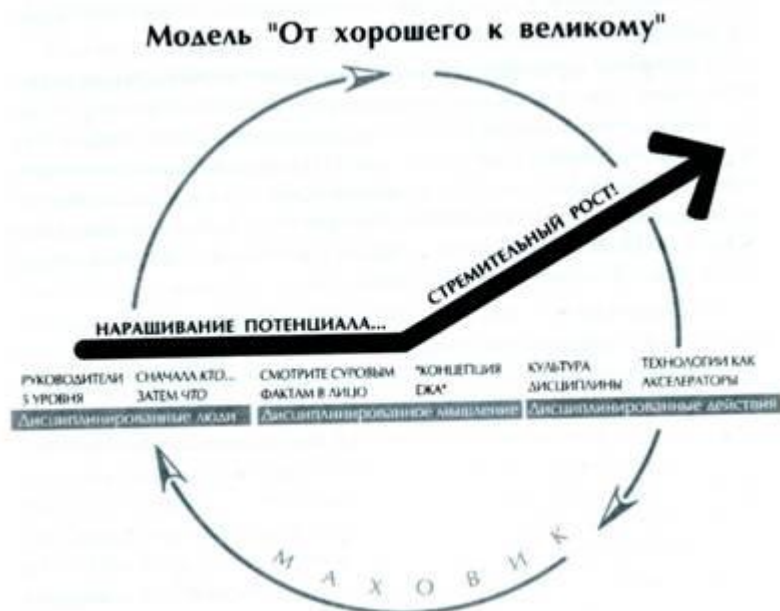 Модель "От хорошего к великому"
СТРЕМИТЕЛЬНЫЙ РОСТ!
НАРАЩИВАНИЕ ПОТЕНЦИАЛА...
РУКОВОДИТЕЛИ
5 УРОВНЯ
СНАЧАЛА КТО...
ЗАТЕМ ЧТО
СМОТРИТЕ СУРОВЫМ
ФАКТАМ В ЛИЦО
"КОНЦЕПЦИЯ
ЕЖА"
КУЛЬТУРА
ДИСЦИПЛИНЫ
ТЕХНОЛОГИИ КАК
АКСЕЛЕРАТОРЫ
Дисциплинированные люди
Дисциплинированное мышление
Дисциплинированные действия
МАХОВИК